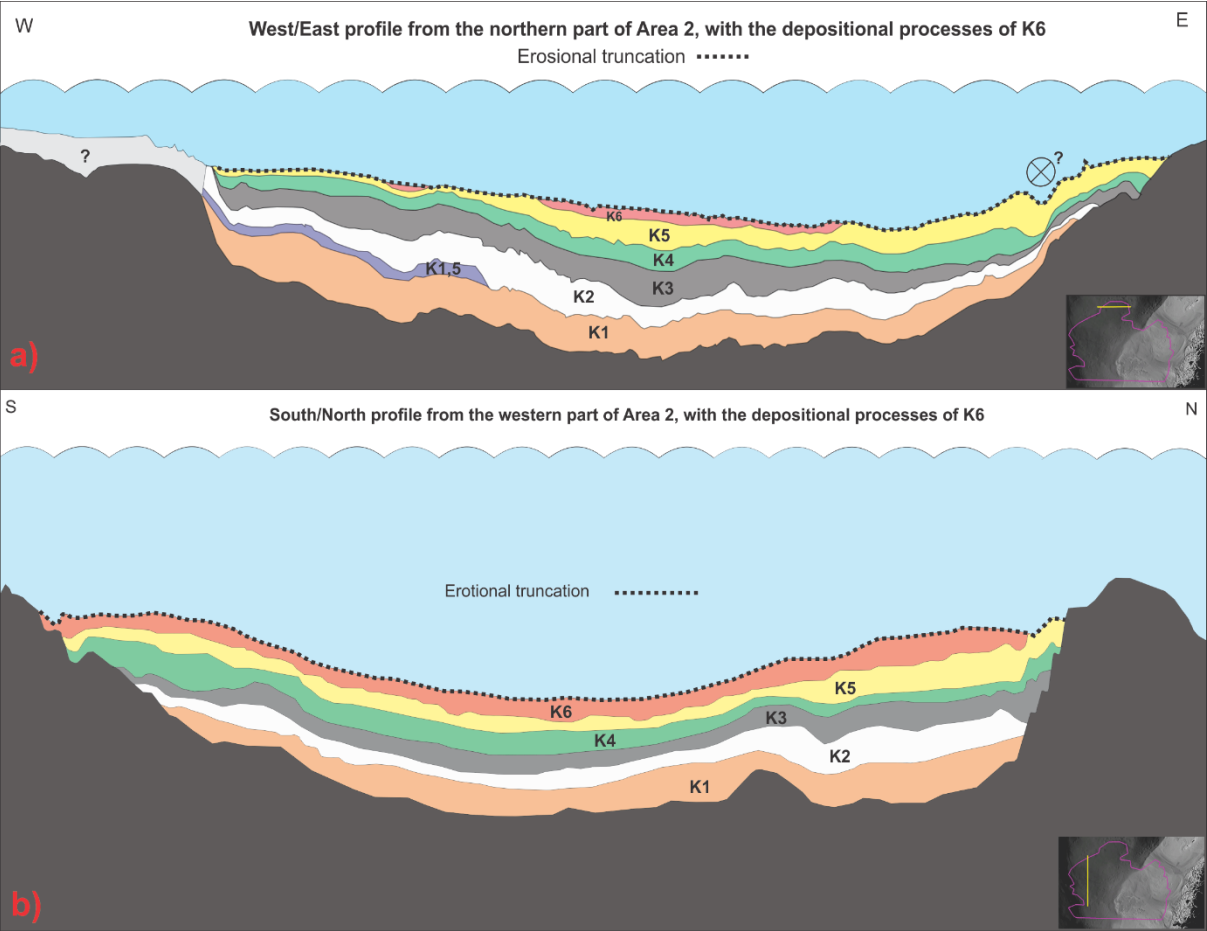 W
E
West/East profile from the northern part of Area 2, with the depositional processes of K6
Erosional truncation
?
?
K6
K5
K4
K1,5
K3
K2
K1
a)
S
N
South/North profile from the western part of Area 2, with the depositional processes of K6
Erotional truncation
K5
K6
K3
K4
K2
K1
b)